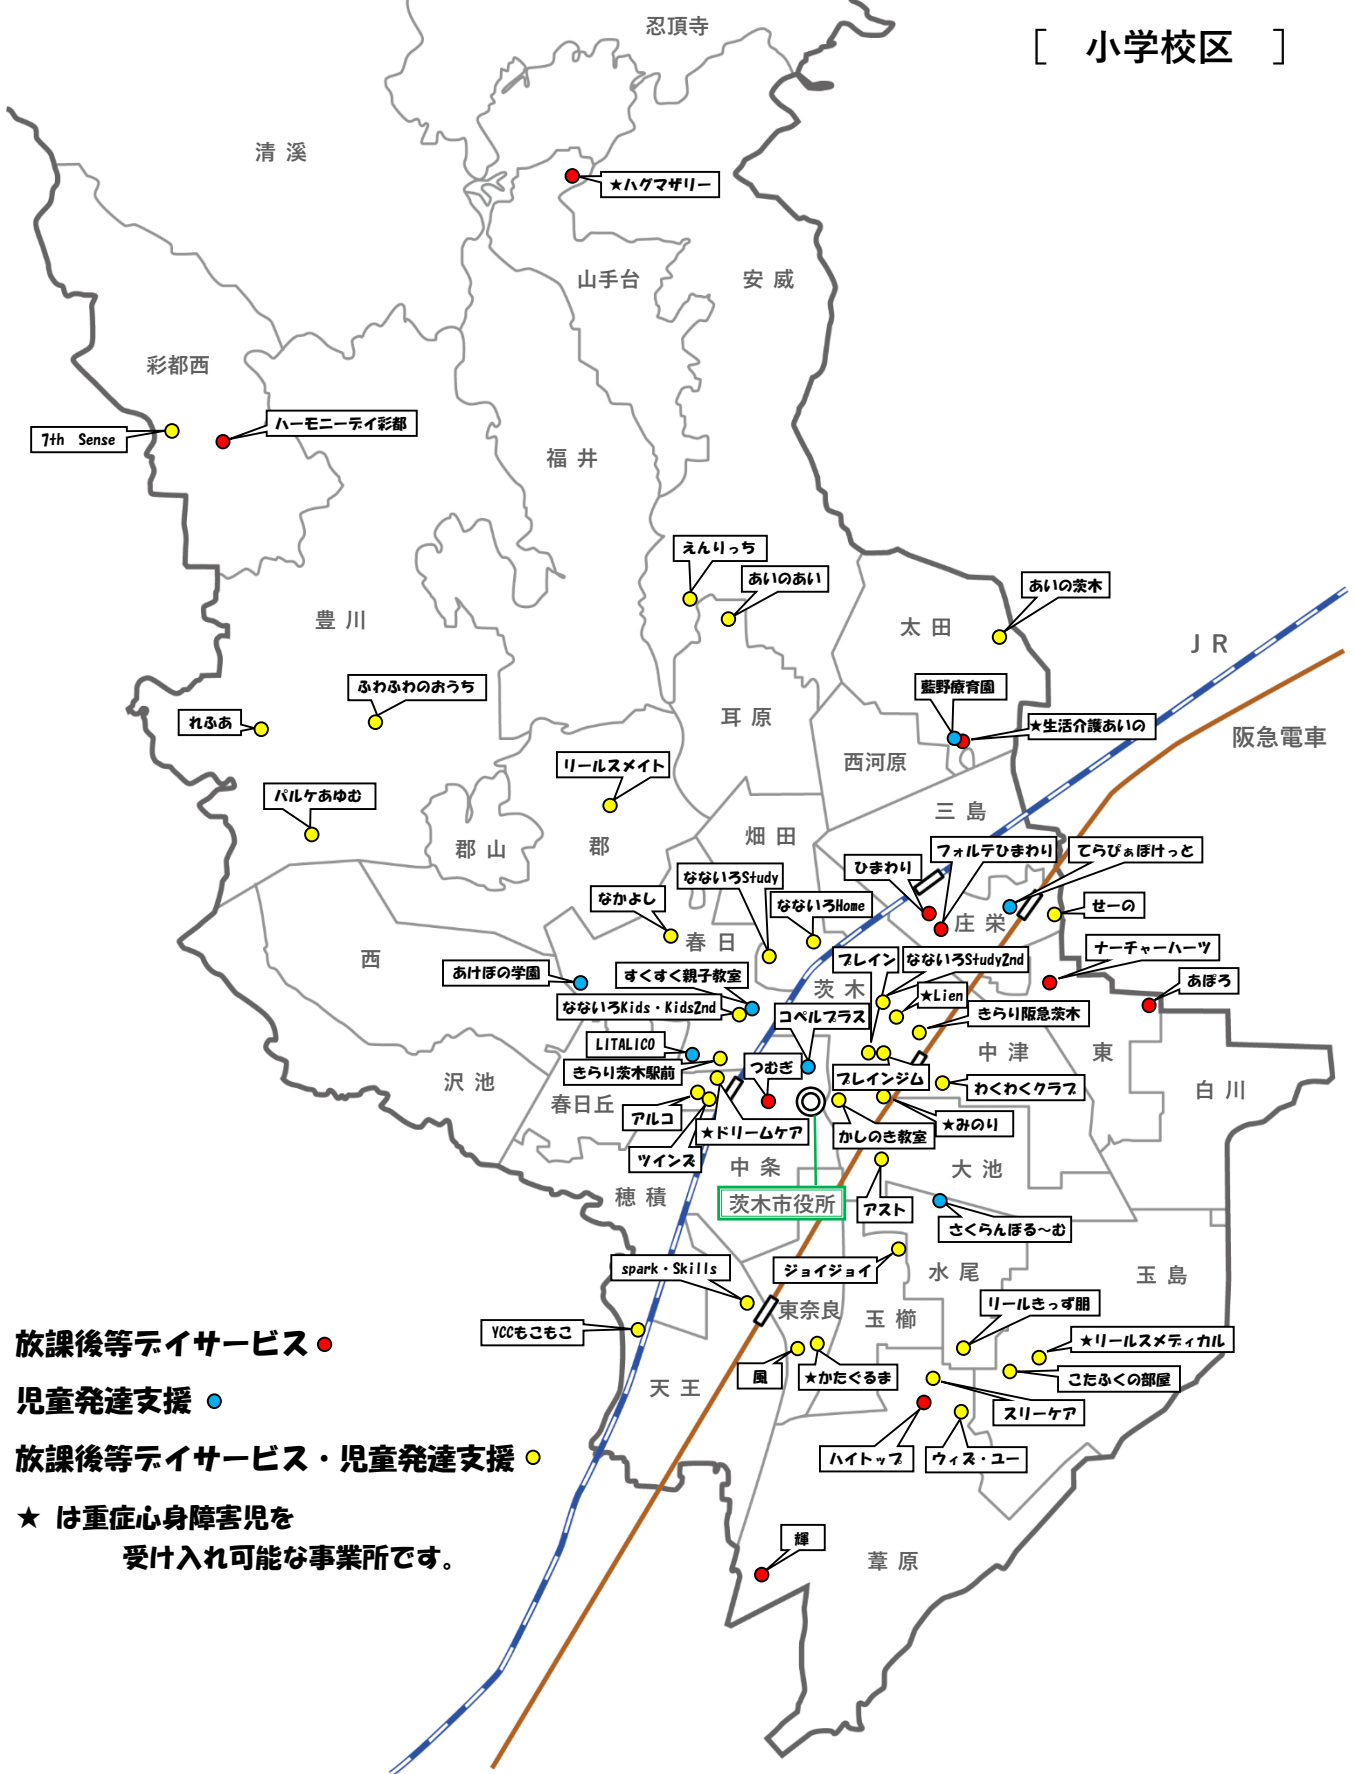 ［　小学校区　］
忍頂寺
清 溪
★ハグマザリー
山手台
安 威
彩都西
ハーモニーデイ彩都
7th Sense
福 井
えんりっち
あいのあい
あいの茨木
豊 川
太 田
ＪＲ
ふわふわのおうち
藍野療育園
れふあ
耳 原
★生活介護あいの
阪急電車
西河原
リールスメイト
パルケあゆむ
三 島
畑 田
郡 山
郡
フォルテひまわり
てらぴぁぽけっと
ひまわり
なないろStudy
なかよし
なないろHome
せーの
庄 栄
春 日
ナーチャーハーツ
西
ブレイン
なないろStudy2nd
あけぼの学園
すくすく親子教室
あぽろ
茨 木
★Lien
なないろKids・Kids2nd
コペルプラス
きらり阪急茨木
LITALICO
中 津
東
きらり茨木駅前
つむぎ
ブレインジム
沢 池
わくわくクラブ
白 川
春日丘
アルコ
★ドリームケア
かしのき教室
★みのり
ツインズ
中 条
大 池
穂 積
茨木市役所
アスト
さくらんぼる～む
spark・Skills
ジョイジョイ
水 尾
玉 島
リールきっず朋
東奈良
玉 櫛
YCCもこもこ
★リールスメディカル
放課後等デイサービス
風
★かたぐるま
こたふくの部屋
天 王
児童発達支援
スリーケア
ハイトップ
ウィズ・ユー
放課後等デイサービス・児童発達支援
★ は重症心身障害児を
受け入れ可能な事業所です。
輝
葦 原